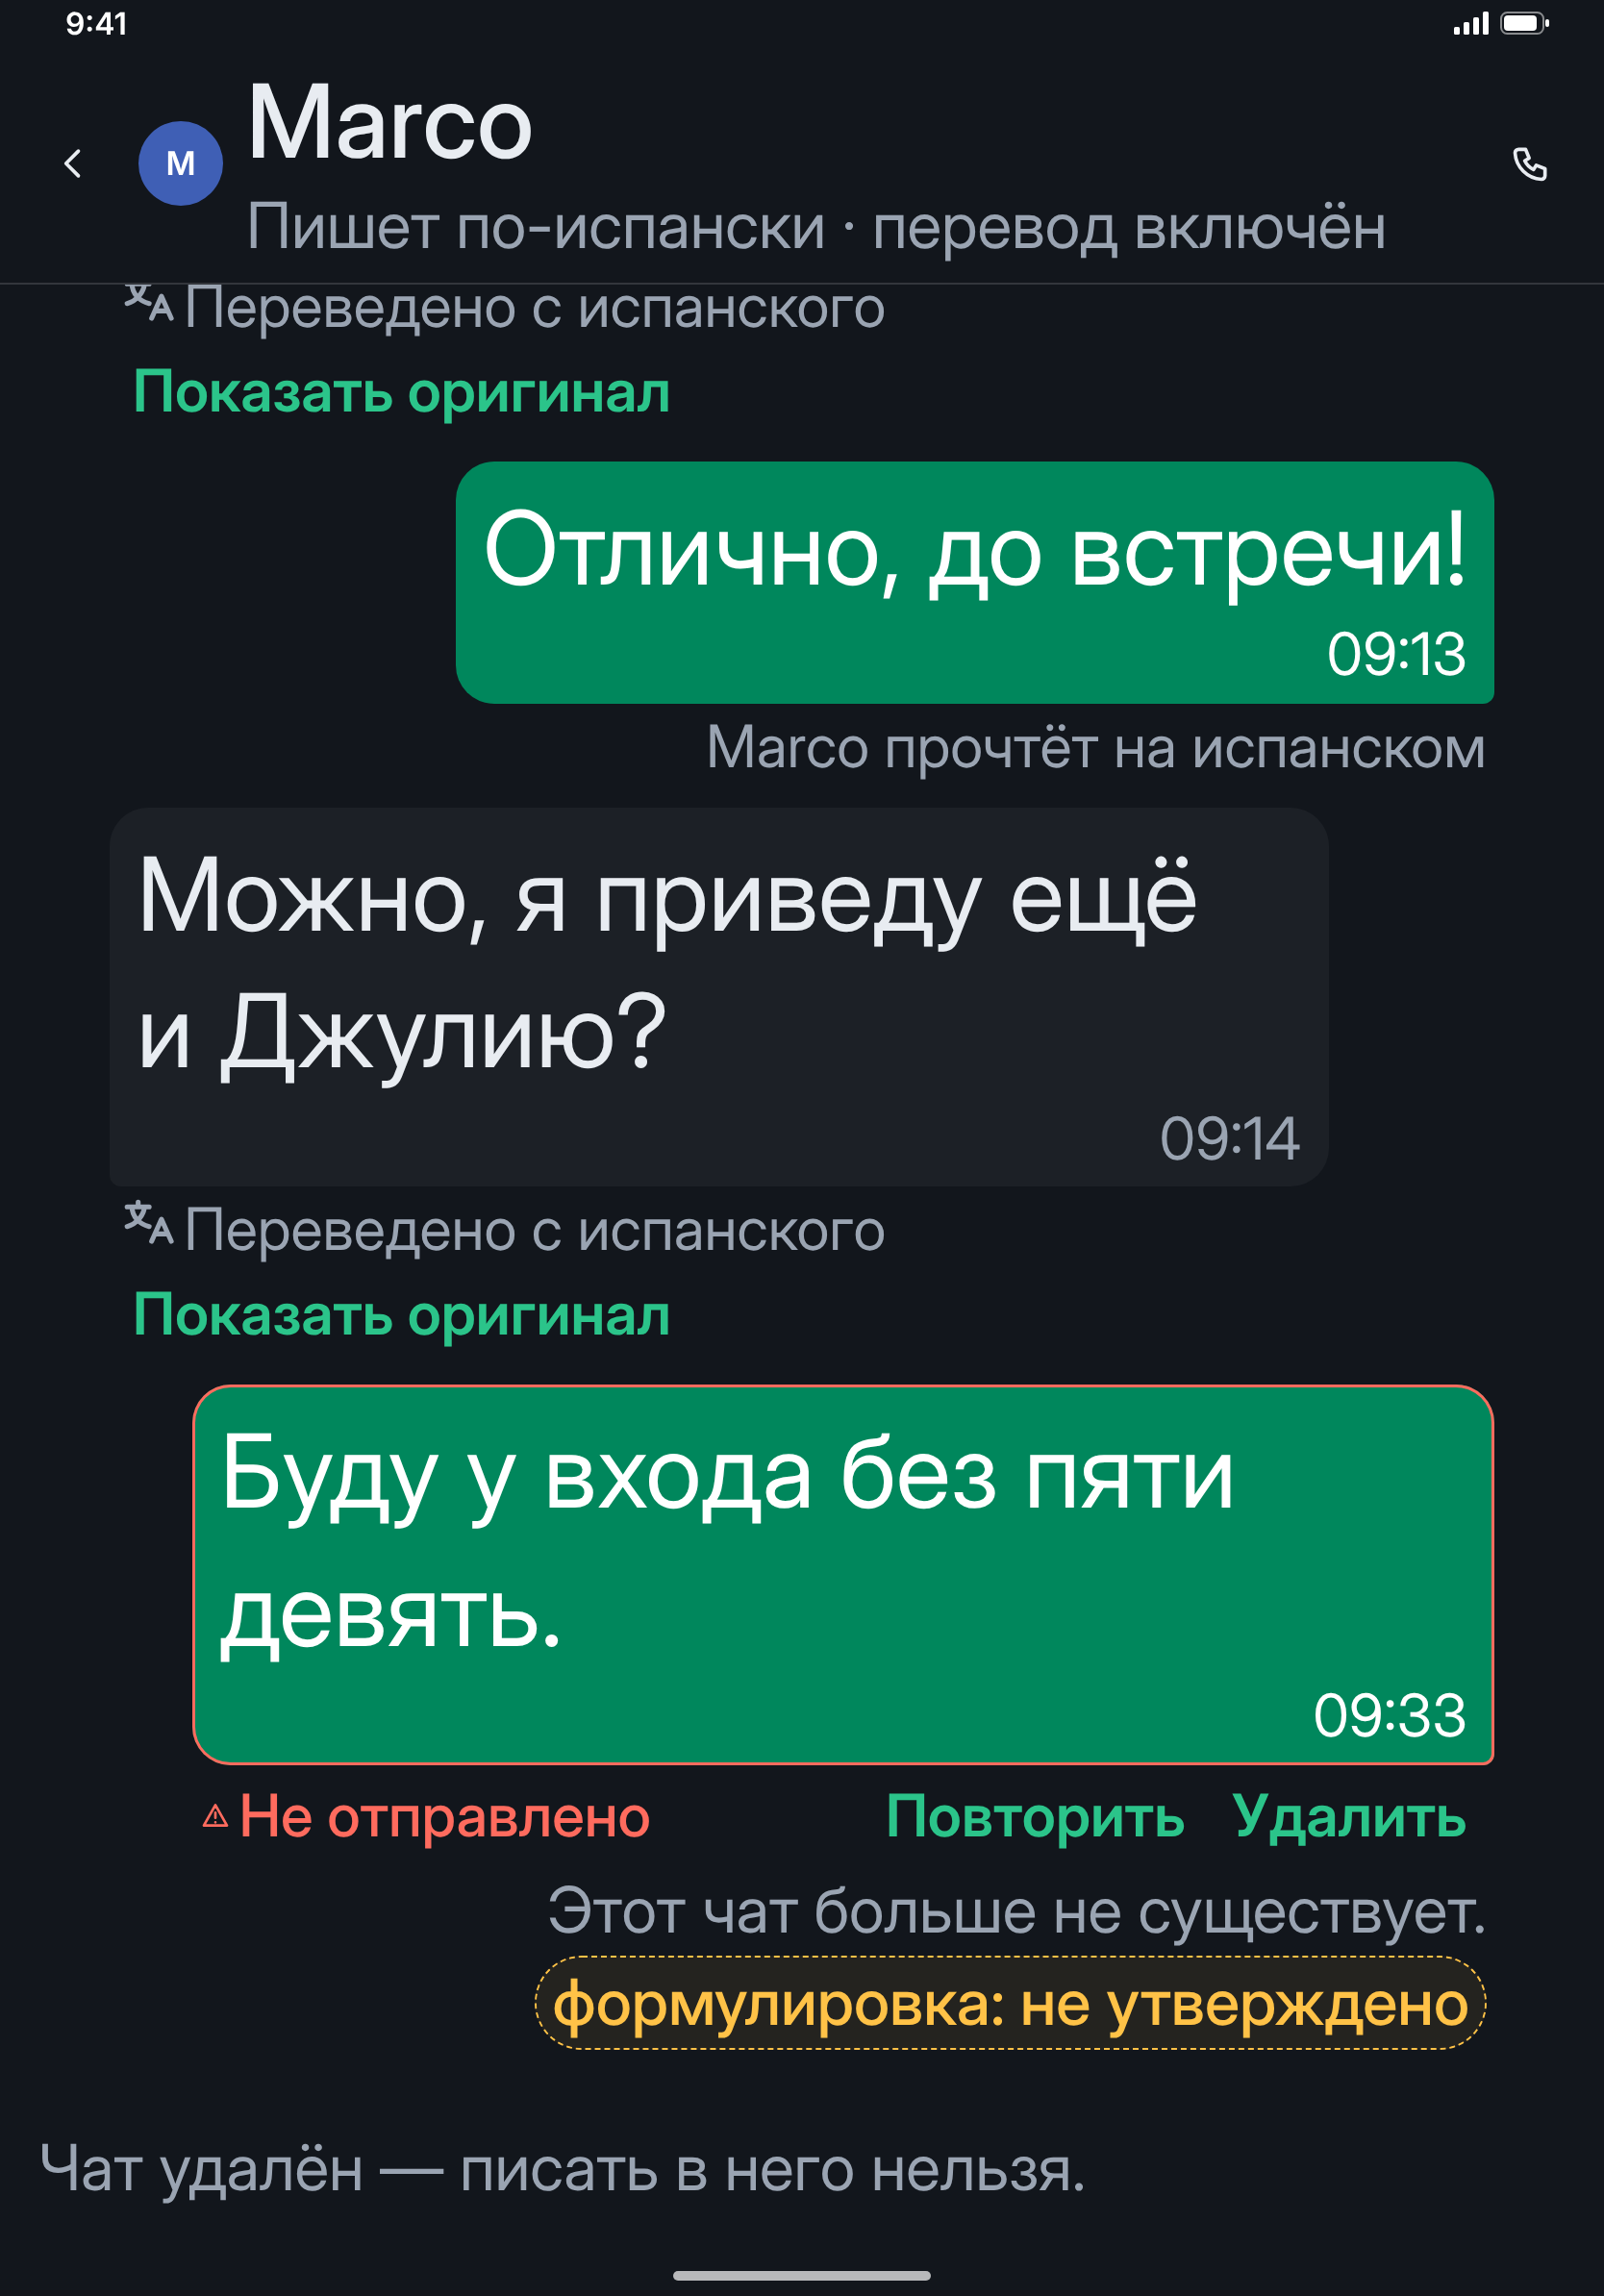 9:41
M
Marco
Пишет по-испански · перевод включён
Переведено с испанского
Показать оригинал
Отлично, до встречи!
09:13
Marco прочтёт на испанском
Можно, я приведу ещё
и Джулию?
09:14
Переведено с испанского
Показать оригинал
Буду у входа без пяти
девять.
09:33
Не отправлено Повторить Удалить
Этот чат больше не существует.
формулировка: не утверждено
Чат удалён — писать в него нельзя.